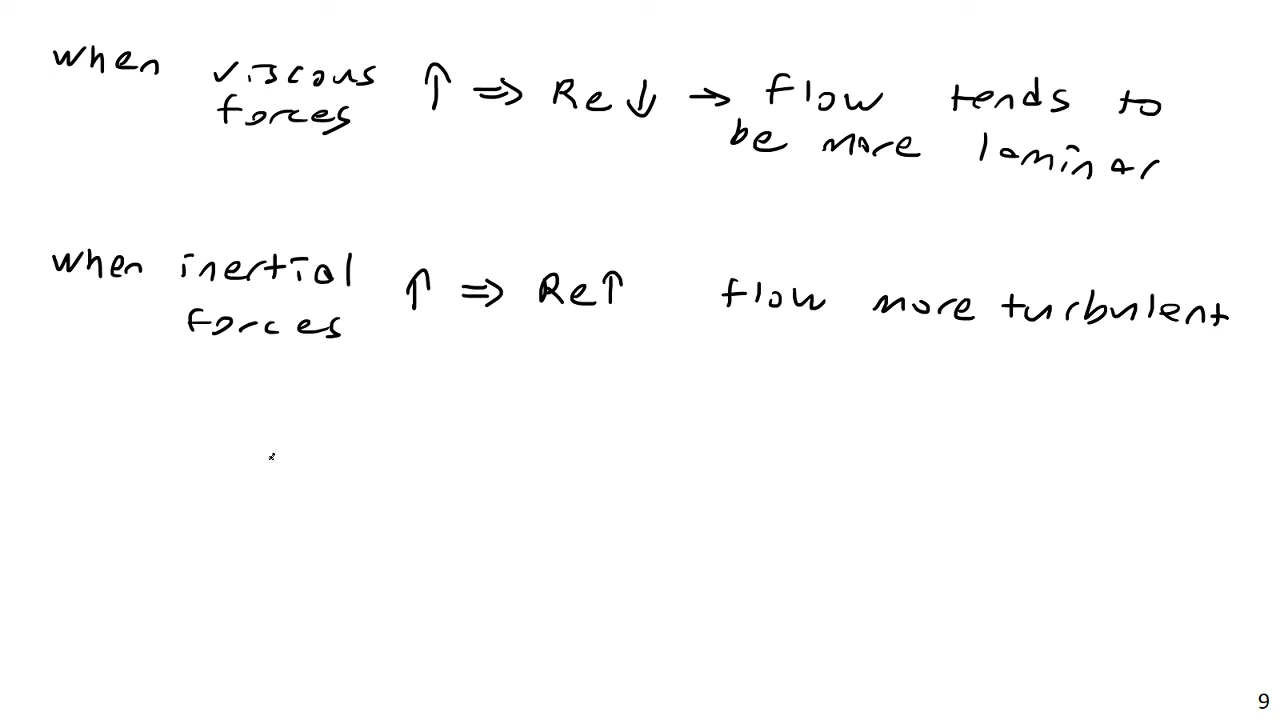 when viscous ↑ ⇒ Re ↓ → flow tends to
forces be more laminar
when inertial ↑ ⇒ Re ↑ flow more turbulent
forces
9